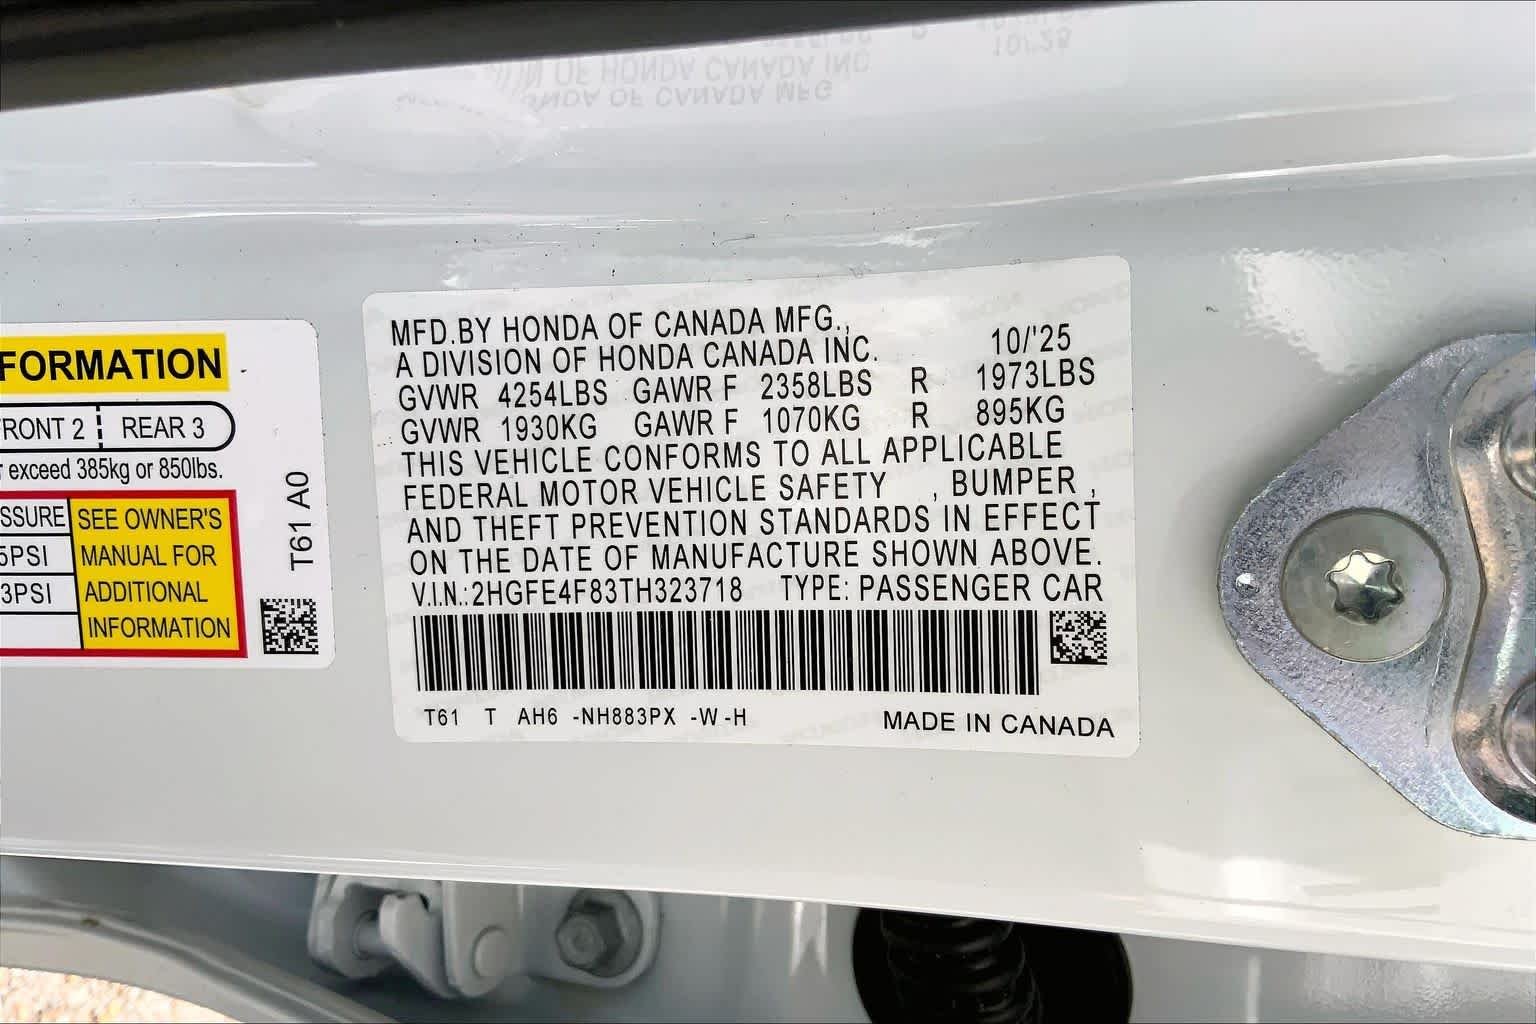 FORMATION
RONT 2 REAR 3
exceed 385kg or 850lbs.
SSURE
5PSI
3PSI
SEE OWNER'S
MANUAL FOR
ADDITIONAL
INFORMATION
T61 A0
MFD.BY HONDA OF CANADA MFG.,
A DIVISION OF HONDA CANADA INC. 10/'25
GVWR 4254LBS GAWR F 2358LBS R 1973LBS
GVWR 1930KG GAWR F 1070KG R 895KG
THIS VEHICLE CONFORMS TO ALL APPLICABLE
FEDERAL MOTOR VEHICLE SAFETY , BUMPER ,
AND THEFT PREVENTION STANDARDS IN EFFECT
ON THE DATE OF MANUFACTURE SHOWN ABOVE.
V.I.N.:2HGFE4F83TH323718 TYPE: PASSENGER CAR
T61 T AH6 -NH883PX -W -H MADE IN CANADA